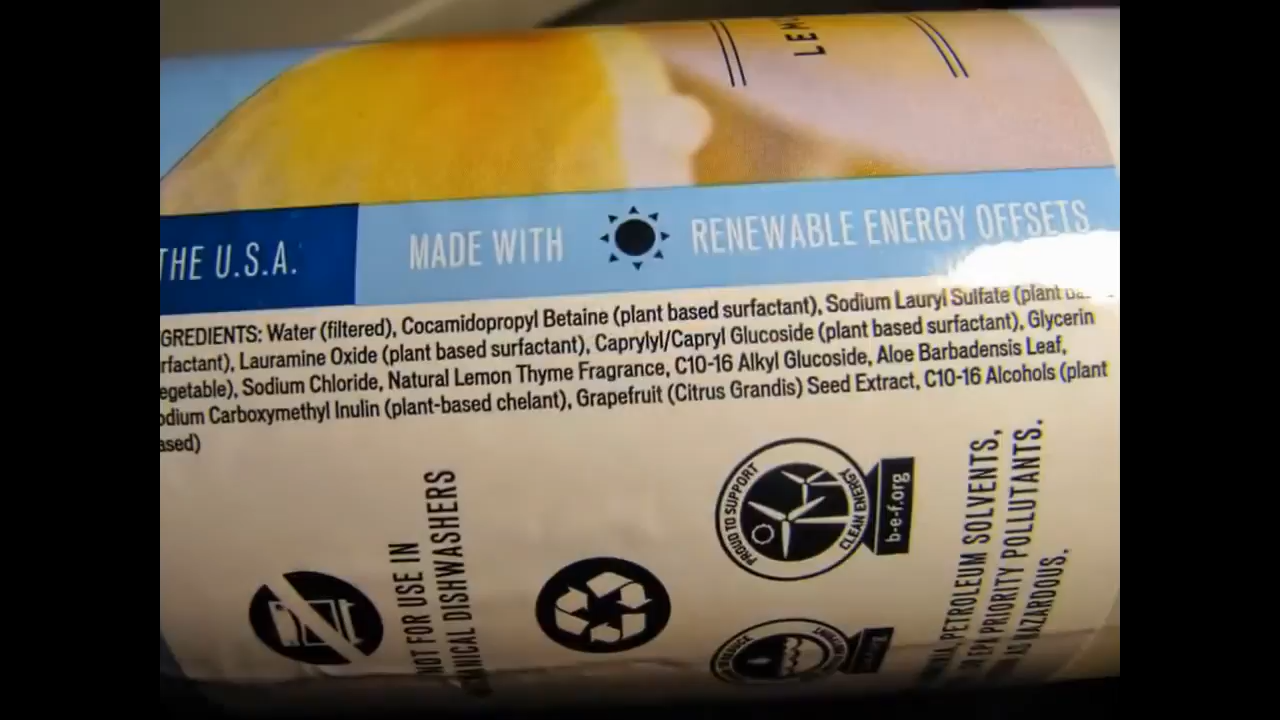 LEMO
THE U.S.A.
MADE WITH RENEWABLE ENERGY OFFSETS
GREDIENTS: Water (filtered), Cocamidopropyl Betaine (plant based surfactant), Sodium Lauryl Sulfate (plant
rfactant), Lauramine Oxide (plant based surfactant), Caprylyl/Capryl Glucoside (plant based surfactant), Glycerin
egetable), Sodium Chloride, Natural Lemon Thyme Fragrance, C10-16 Alkyl Glucoside, Aloe Barbadensis Leaf,
odium Carboxymethyl Inulin (plant-based chelant), Grapefruit (Citrus Grandis) Seed Extract, C10-16 Alcohols (plant
ased)
NOT FOR USE IN
DISHWASHERS
PROUD TO SUPPORT
CLEAN ENERGY
b-e-f.org
PETROLEUM SOLVENTS,
PRIORITY POLLUTANTS.
AS HAZARDOUS.